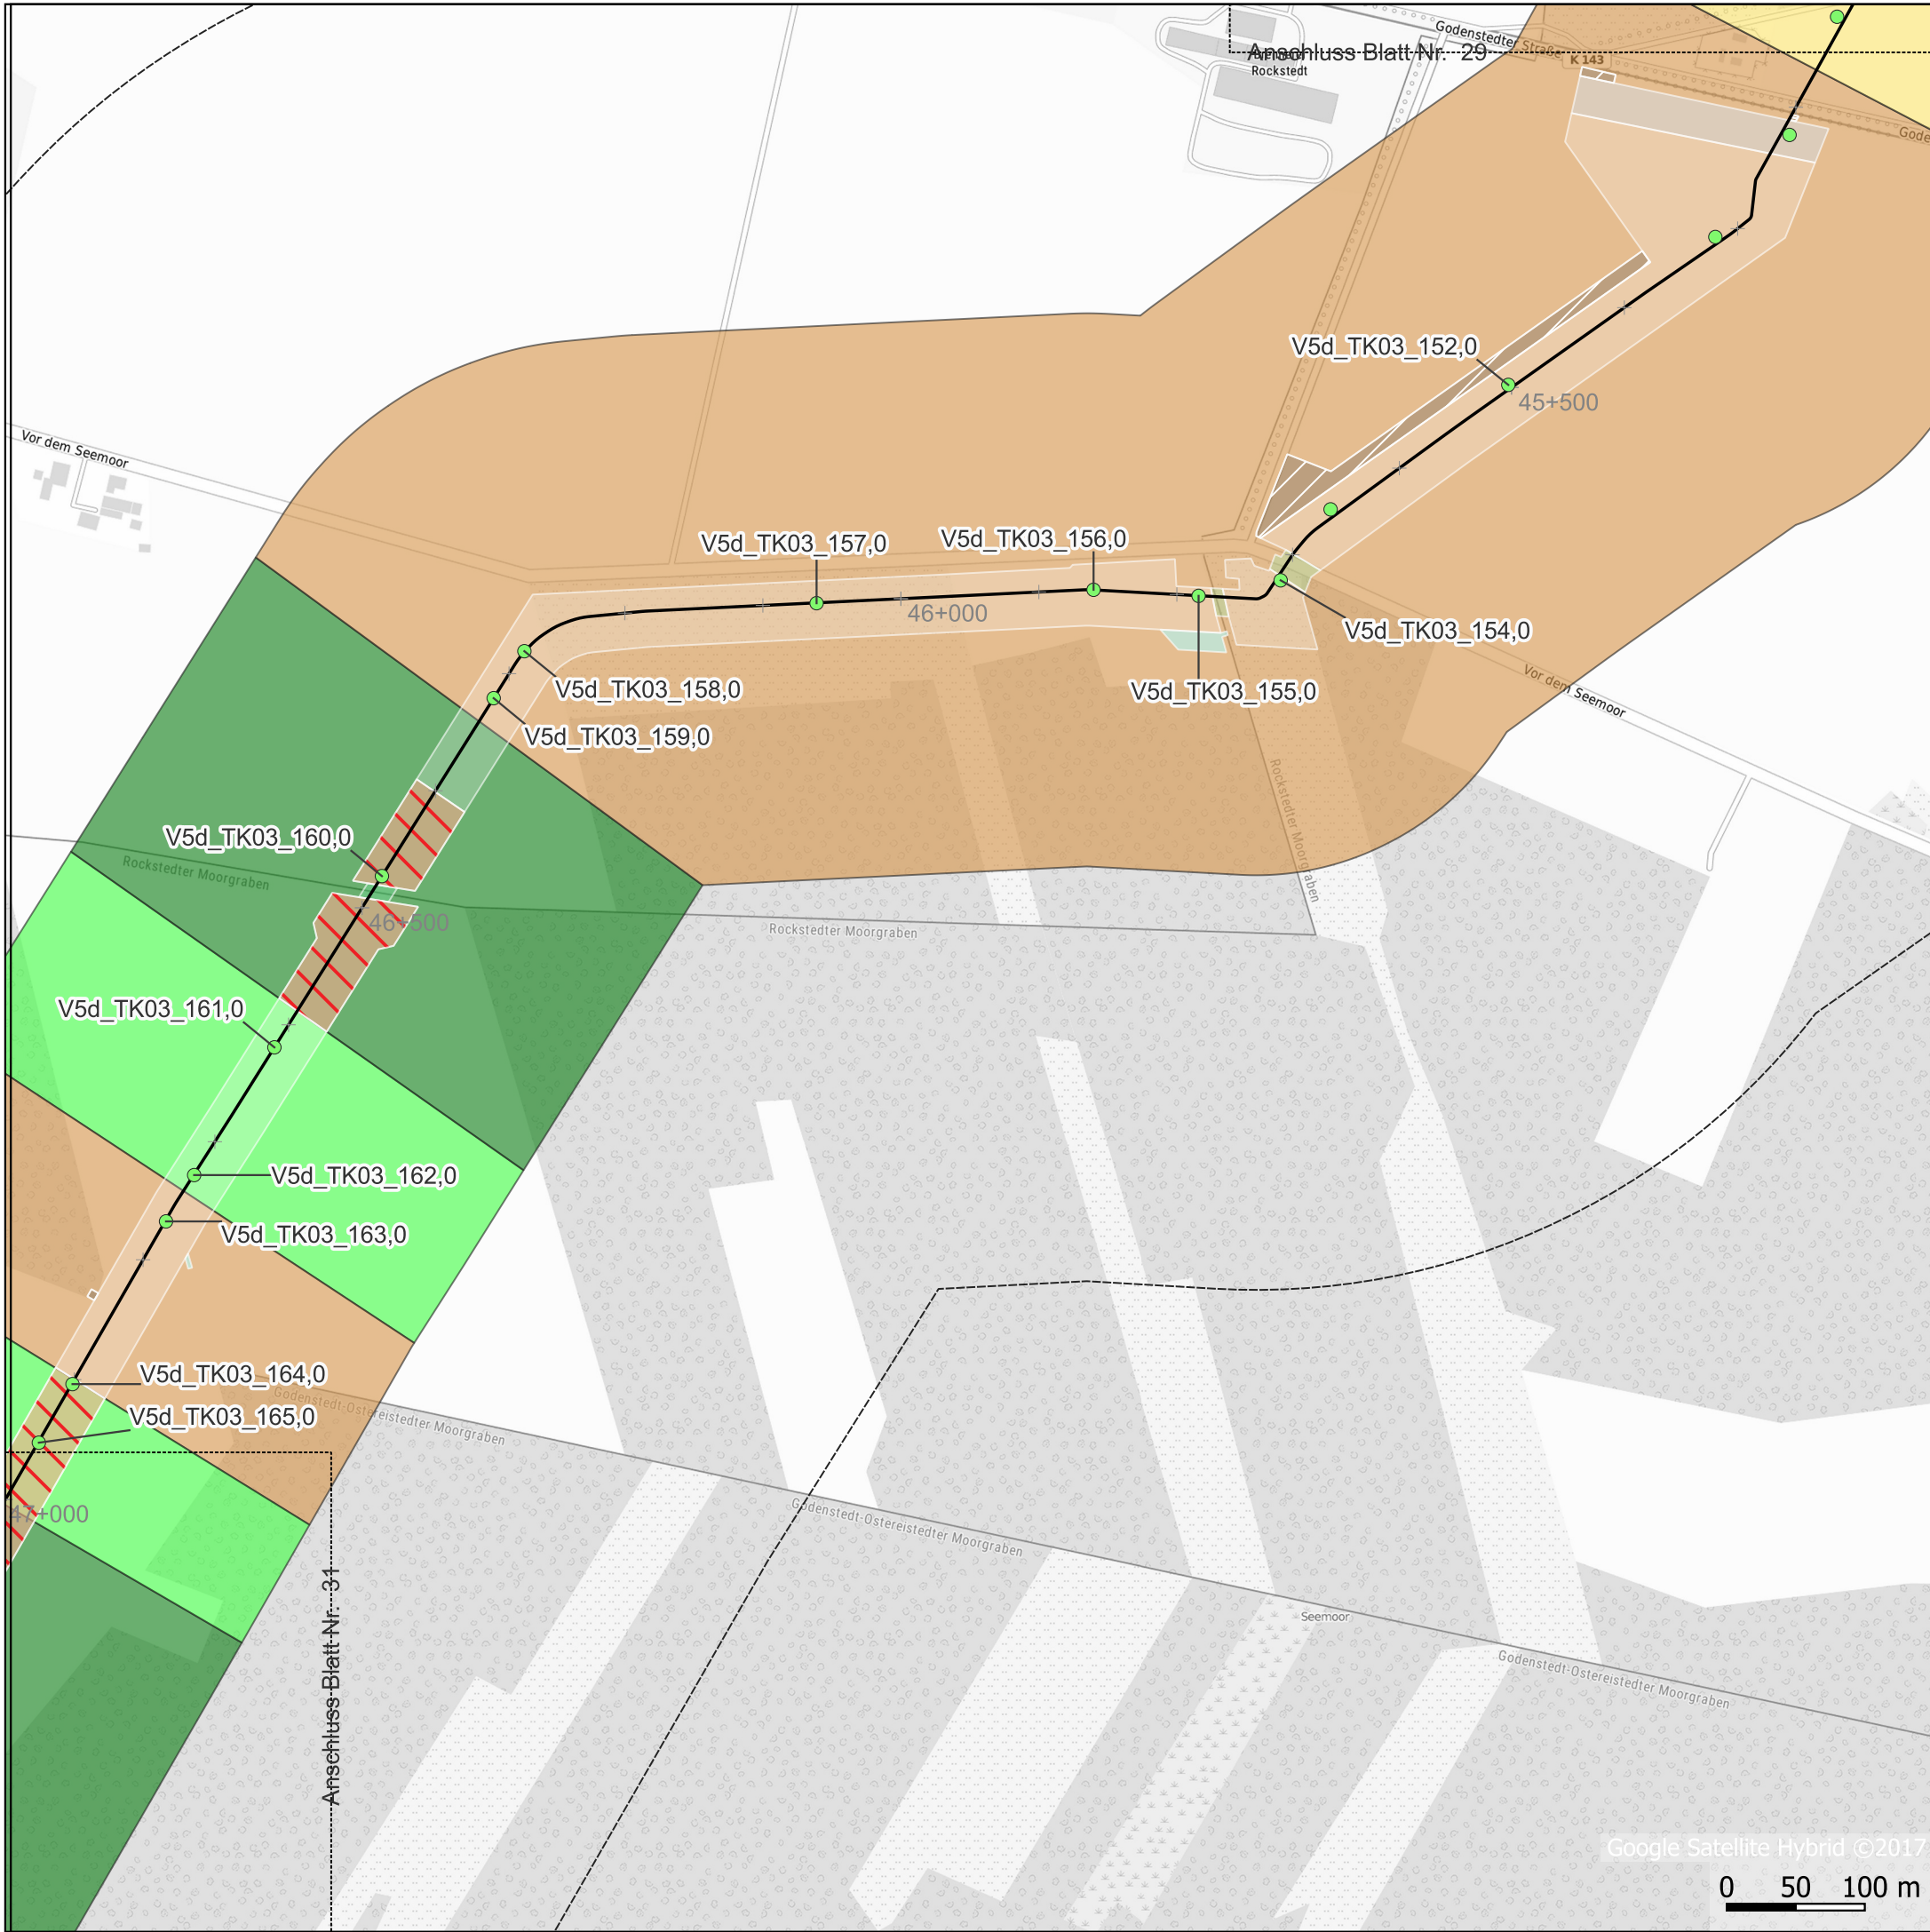 Godenstedter Straße
Anschluss Blatt Nr. 29
Rockstedt
K 143
Gode
V5d_TK03_152,0
45+500
Vor dem Seemoor
V5d_TK03_157,0
V5d_TK03_156,0
46+000
V5d_TK03_154,0
V5d_TK03_158,0
V5d_TK03_155,0
Vor dem Seemoor
V5d_TK03_159,0
Rockstedter Moorgraben
V5d_TK03_160,0
Rockstedter Moorgraben
46+500
Rockstedter Moorgraben
V5d_TK03_161,0
V5d_TK03_162,0
V5d_TK03_163,0
V5d_TK03_164,0
Godenstedt-Ostereistedter Moorgraben
V5d_TK03_165,0
47+000
Godenstedt-Ostereistedter Moorgraben
Anschluss Blatt Nr. 31
Seemoor
Godenstedt-Ostereistedter Moorgraben
Google Satellite Hybrid ©2017
0 50 100 m